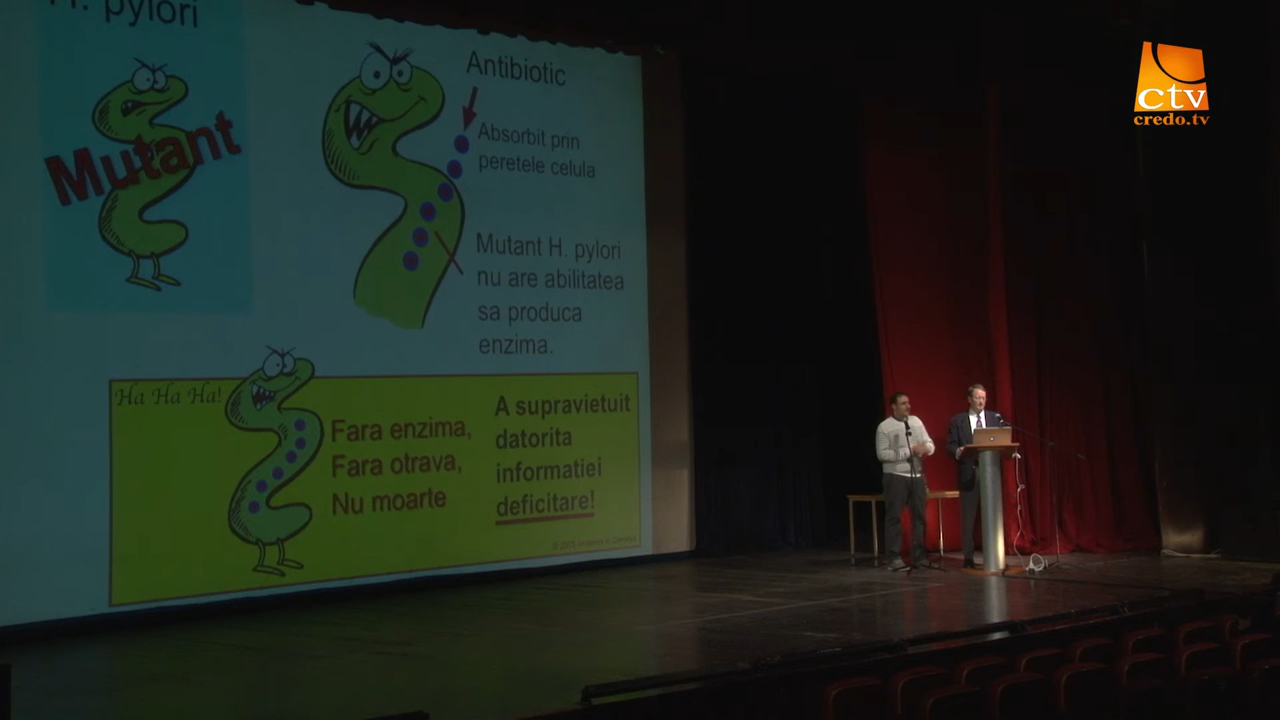 H. pylori
Mutant
Antibiotic
Absorbit prin
peretele celula
Mutant H. pylori
nu are abilitatea
sa produca
enzima.
Ha Ha Ha!
Fara enzima,
Fara otrava,
Nu moarte
A supravietuit
datorita
informatiei
deficitare!
ctv
credo.tv